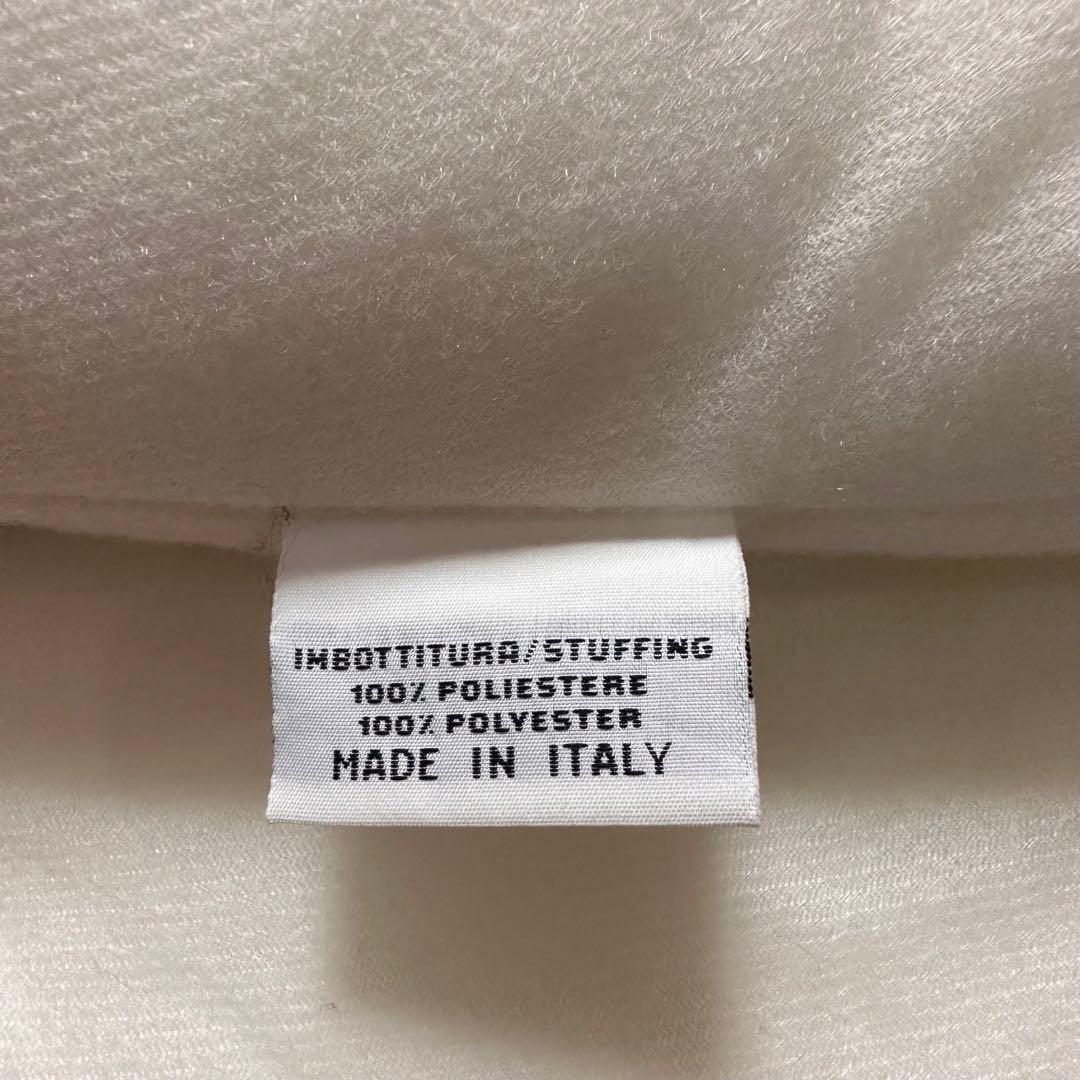 IMBOTTITURA/STUFFING
100% POLIESTERE
100% POLYESTER
MADE IN ITALY